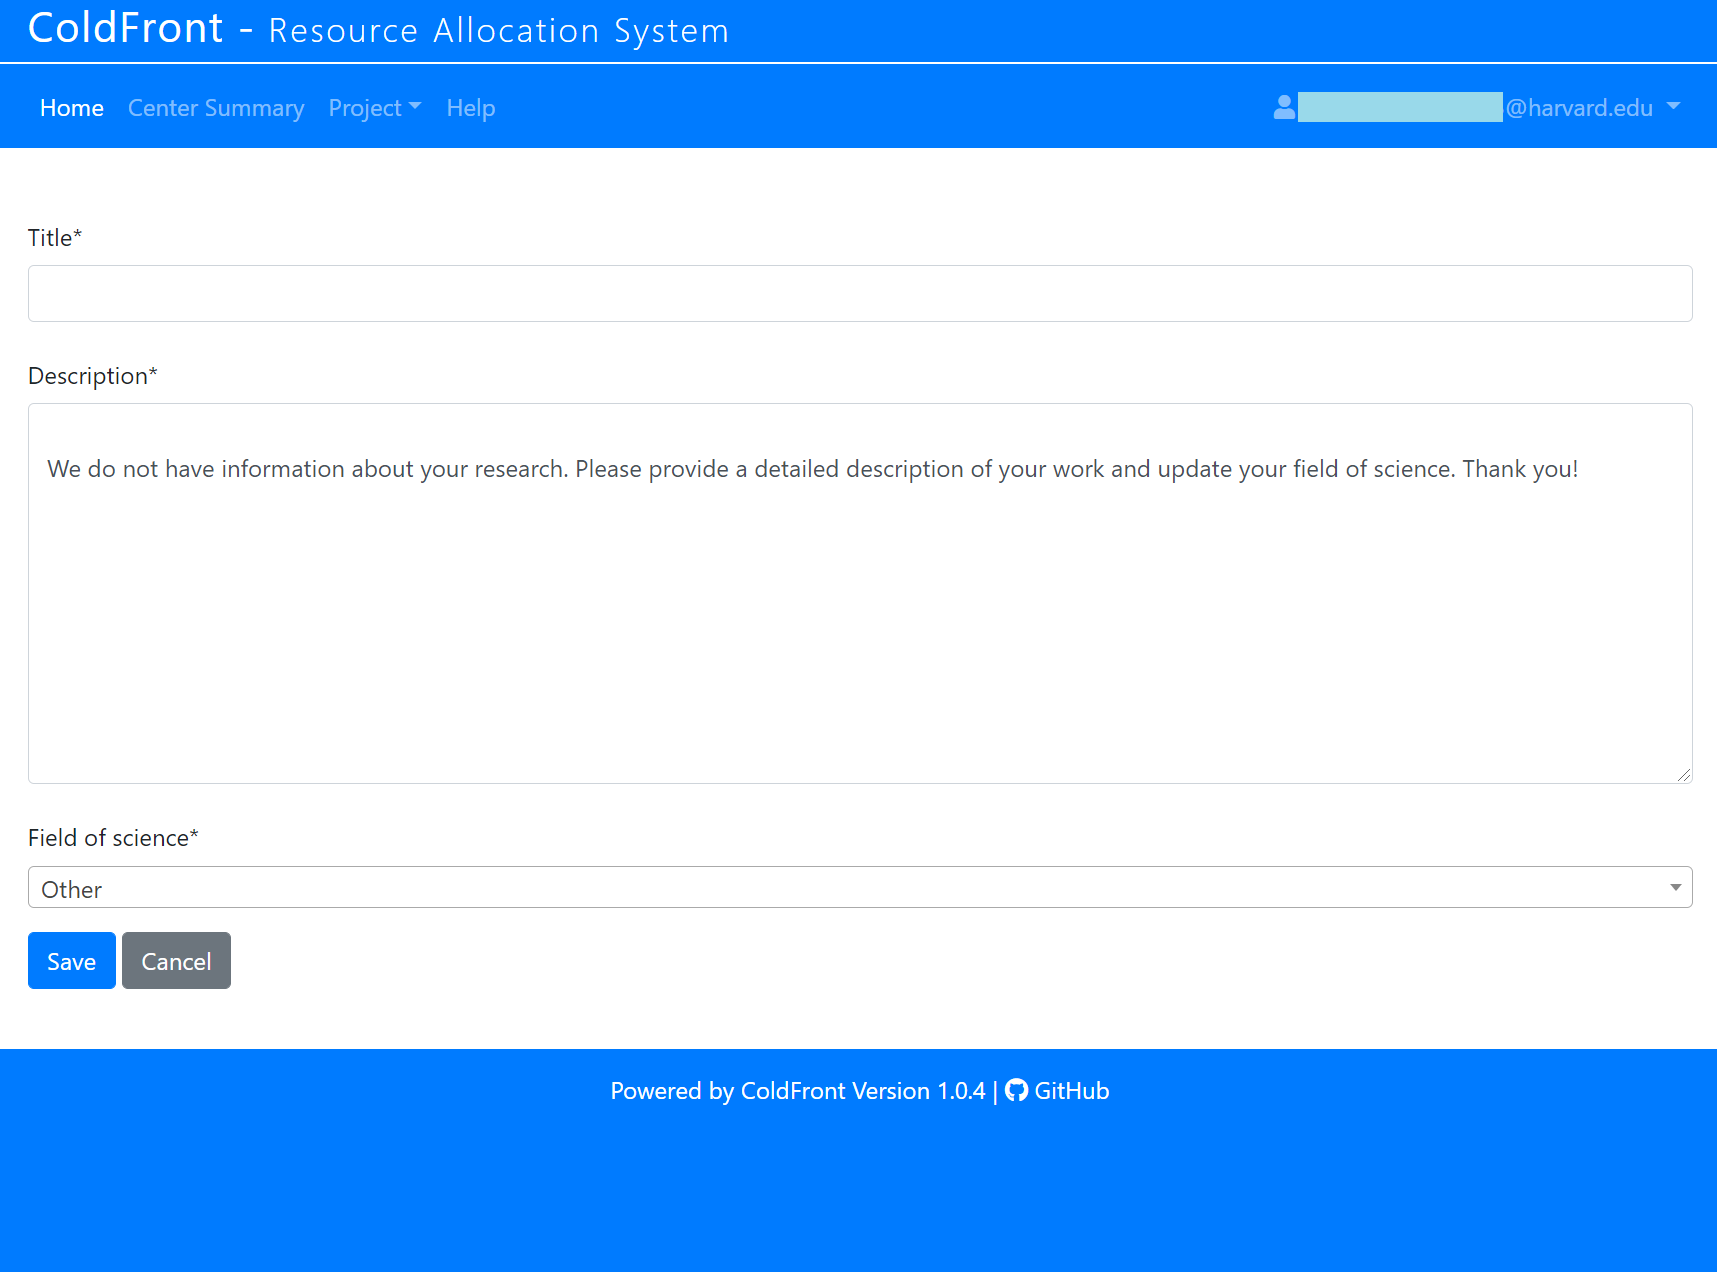 ColdFront - Resource Allocation System
Home Center Summary Project Help @harvard.edu
Title*
Description*
We do not have information about your research. Please provide a detailed description of your work and update your field of science. Thank you!
Field of science*
Other
Save Cancel
Powered by ColdFront Version 1.0.4 | GitHub